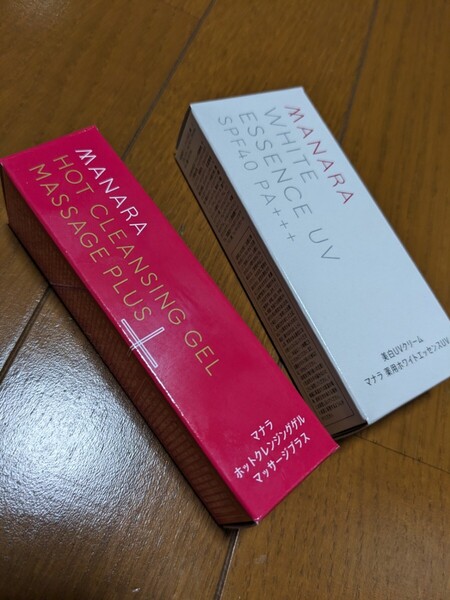 MANARA
HOT CLEANSING GEL
MASSAGE PLUS
マナラ
ホットクレンジングゲル
マッサージプラス
MANARA
WHITE
ESSENCE UV
SPF40 PA+++
美白UVクリーム
マナラ 薬用ホワイトエッセンスUV